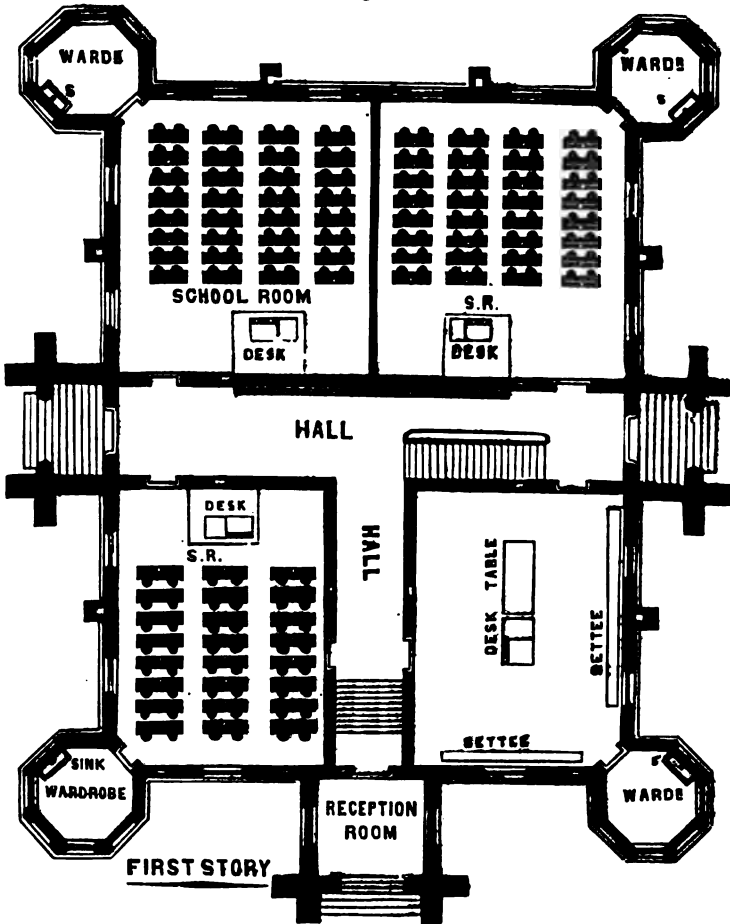 WARDE
S
WARDS
S
SCHOOL ROOM
S.R.
DESK
DESK
HALL
DESK
S.R.
HALL
DESK TABLE
SETTEE
SETTEE
SINK
WARDROBE
S
WARDE
RECEPTION
ROOM
FIRST STORY